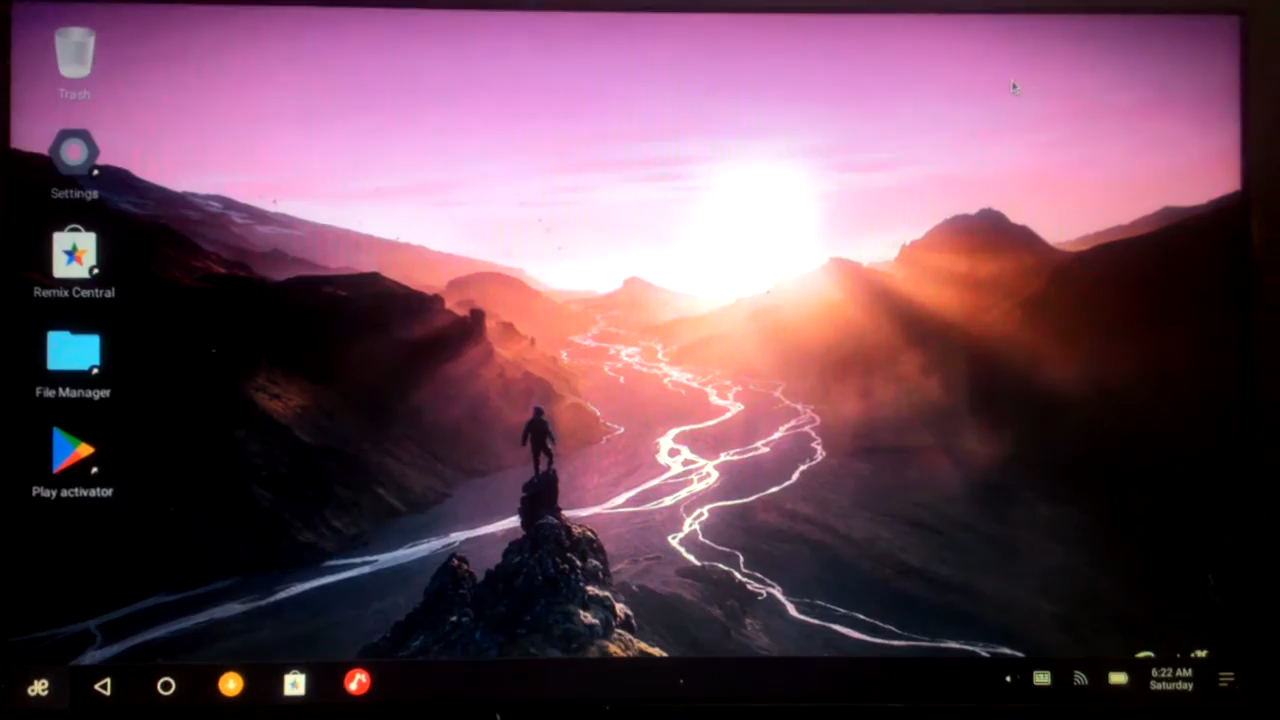 Trash
Settings
Remix Central
File Manager
Play activator
6:22 AM
Saturday